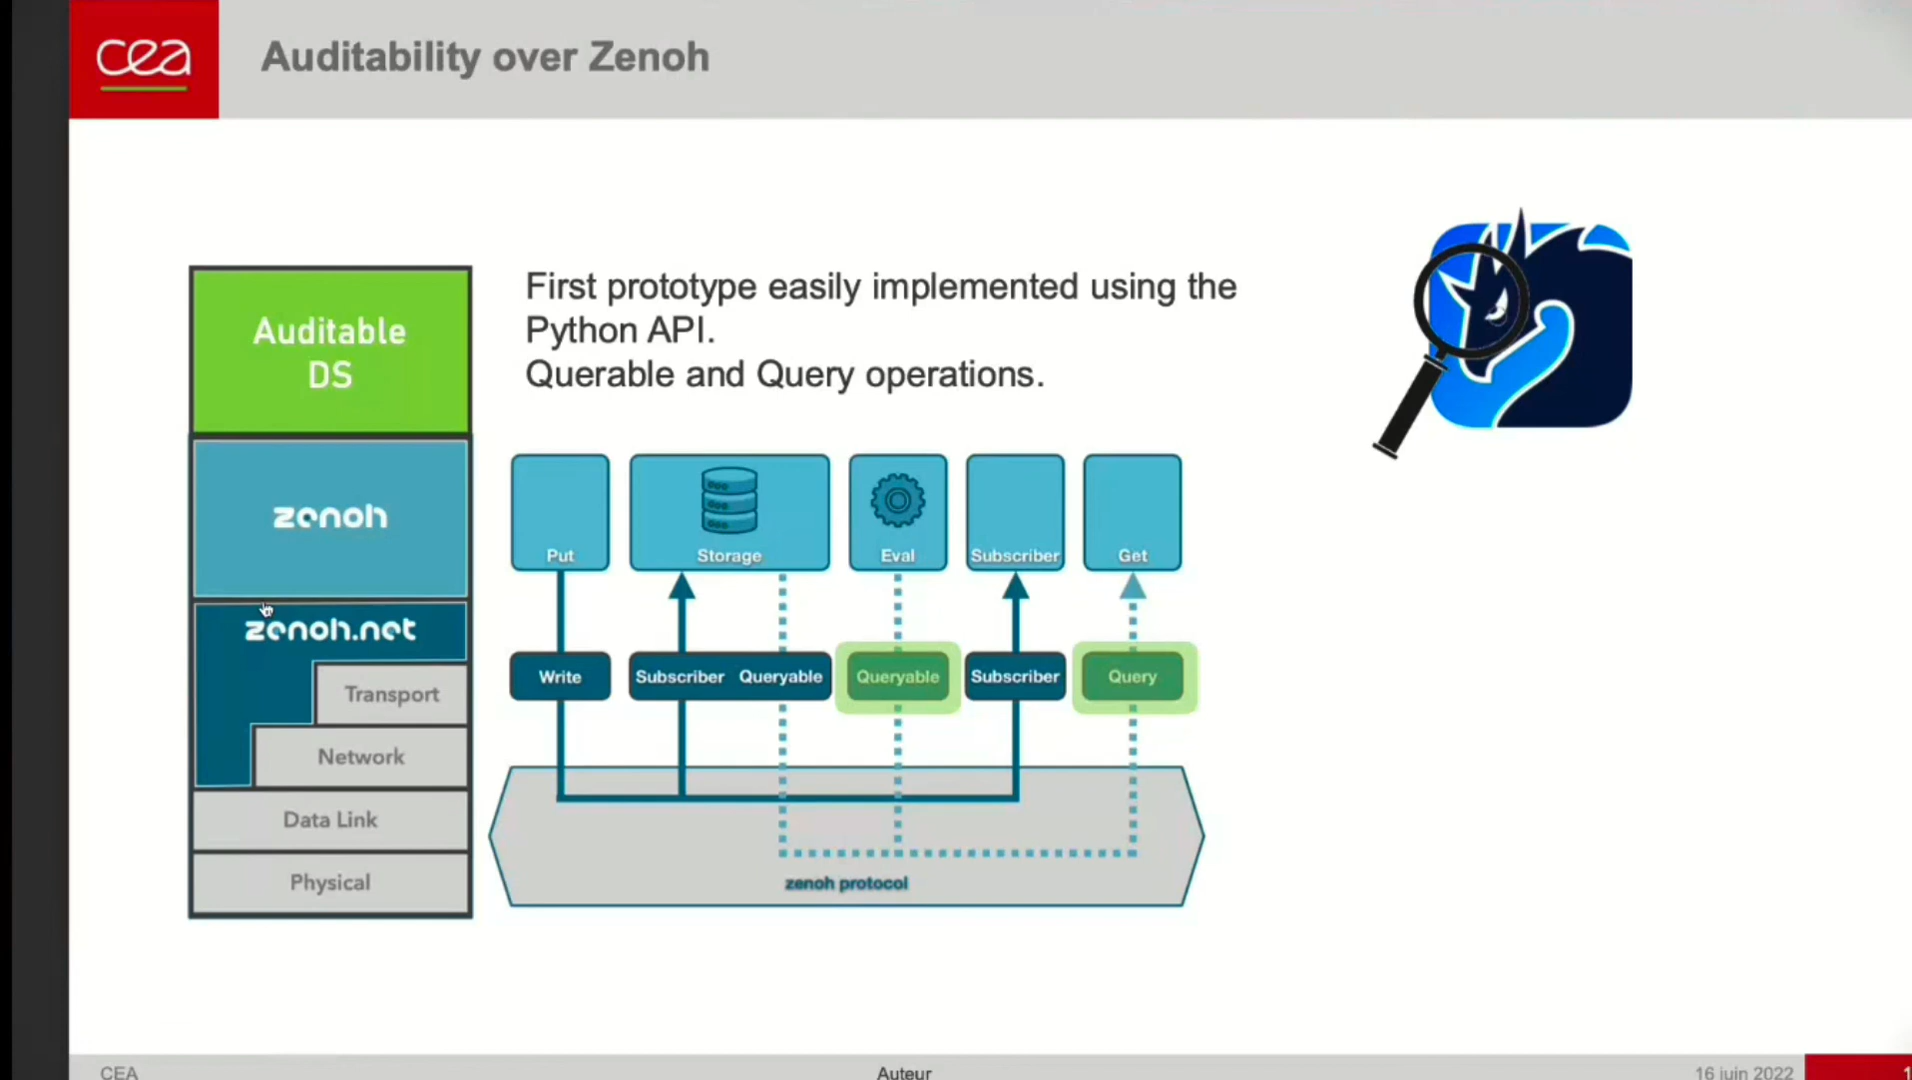 cea
Auditability over Zenoh
Auditable
DS
zenoh
zenoh.net
Transport
Network
Data Link
Physical
First prototype easily implemented using the
Python API.
Querable and Query operations.
Put
Storage
Eval
Subscriber
Get
Write
Subscriber Queryable
Queryable
Subscriber
Query
zenoh protocol
CEA
Auteur
16 juin 2022
1